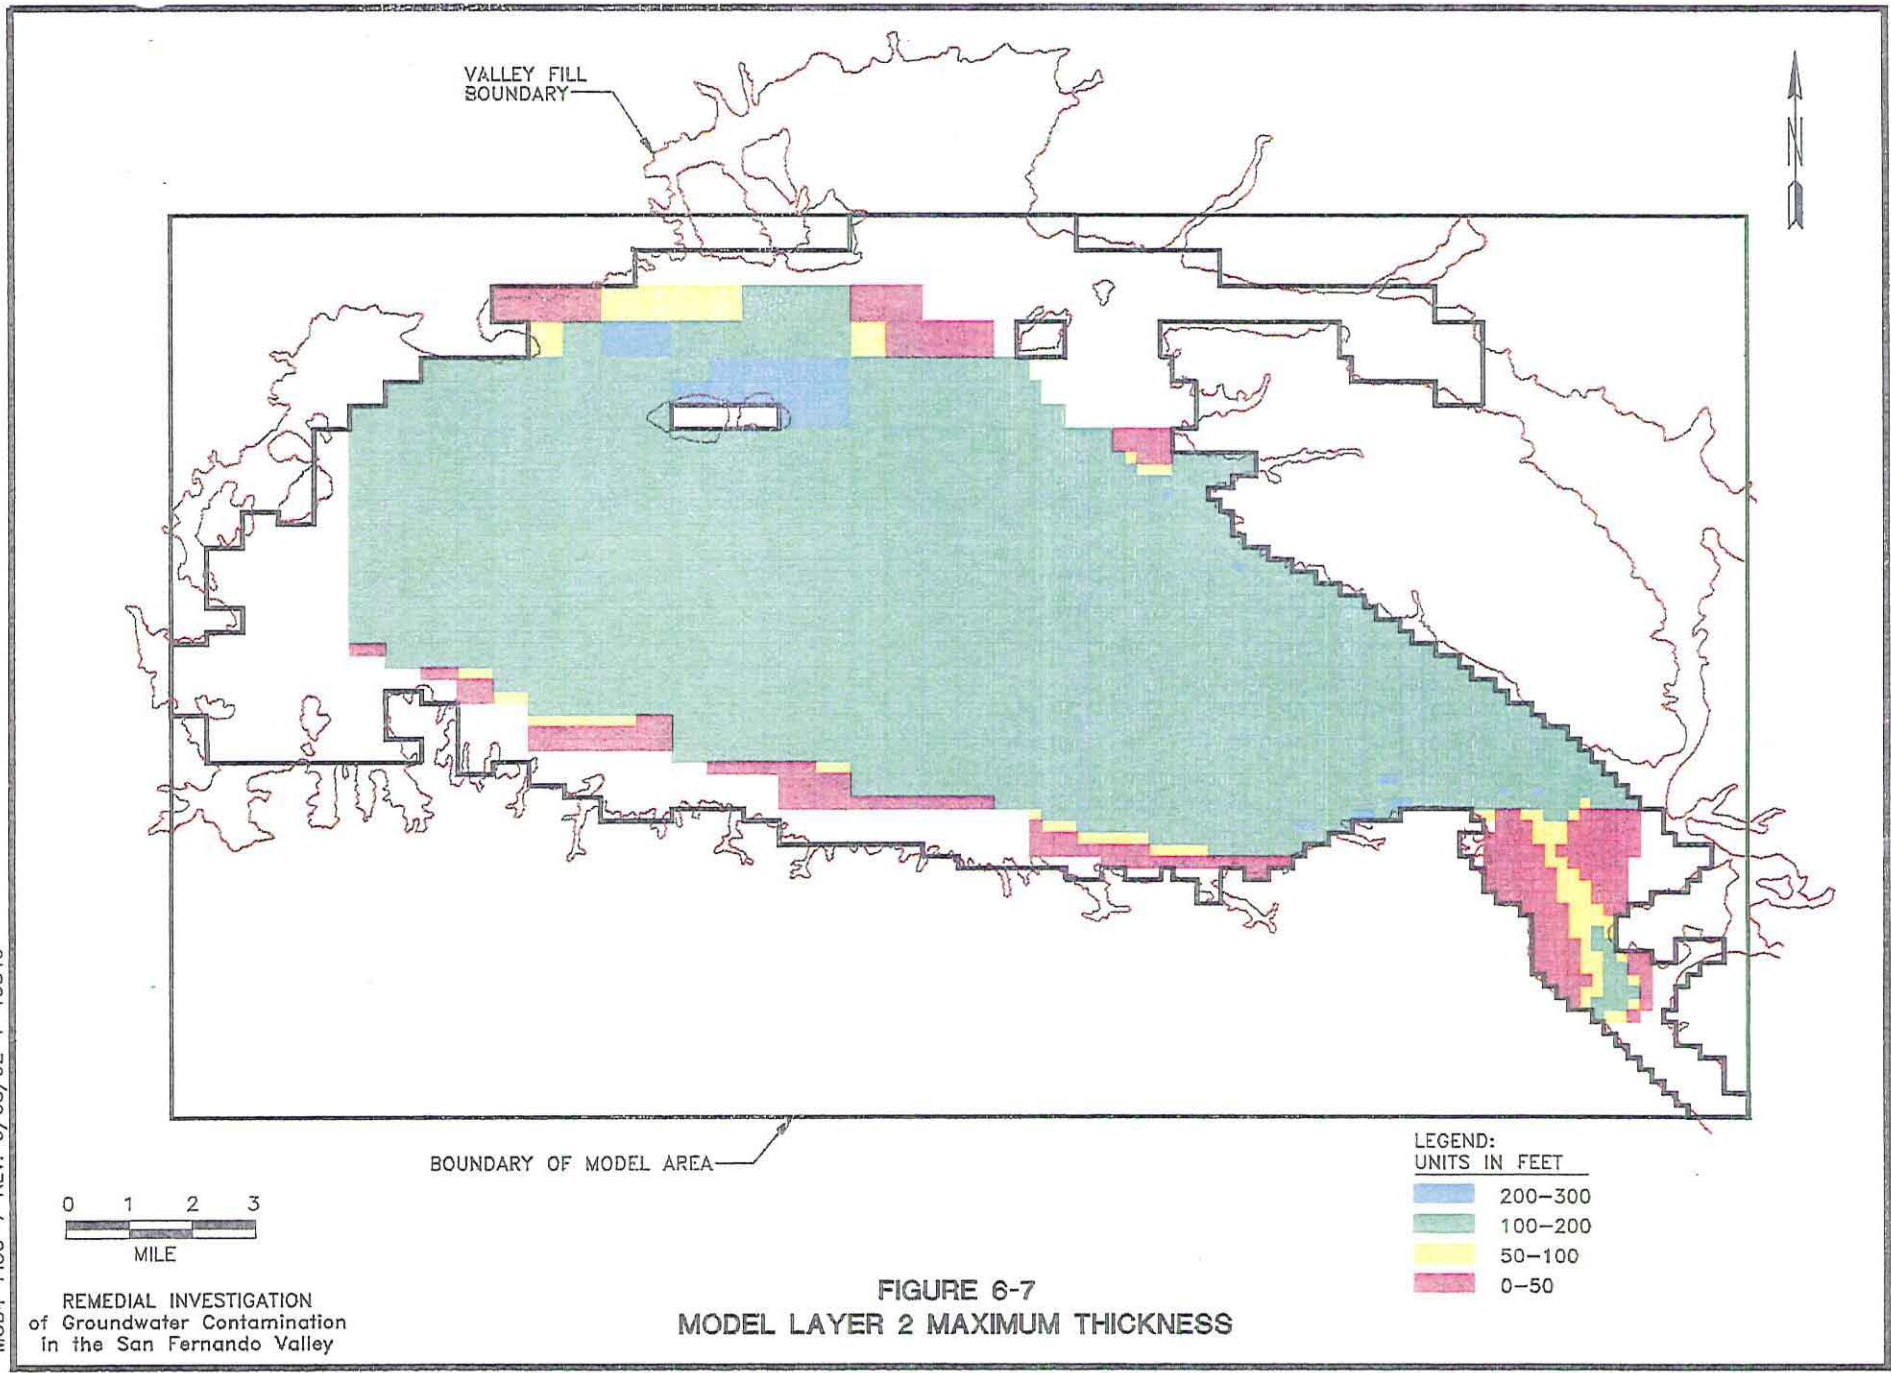 VALLEY FILL
BOUNDARY
N
BOUNDARY OF MODEL AREA
LEGEND:
UNITS IN FEET
200-300
100-200
50-100
0-50
0 1 2 3
MILE
REMEDIAL INVESTIGATION
of Groundwater Contamination
in the San Fernando Valley
FIGURE 6-7
MODEL LAYER 2 MAXIMUM THICKNESS